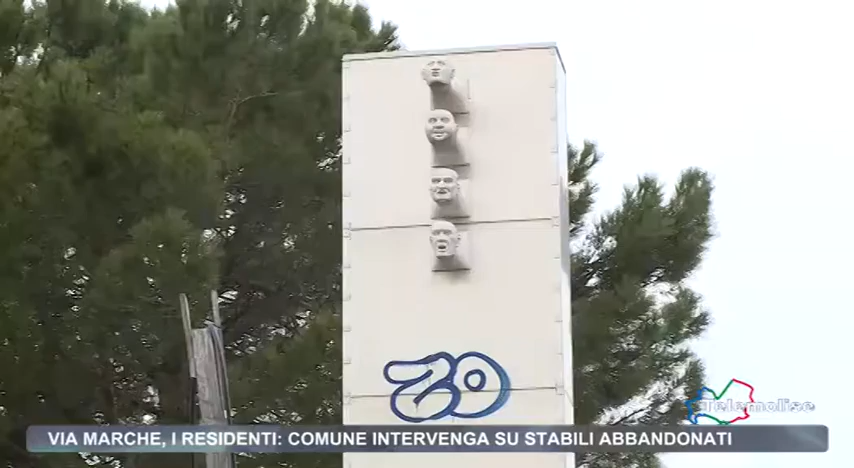 Telemolise
VIA MARCHE, I RESIDENTI: COMUNE INTERVENGA SU STABILI ABBANDONATI